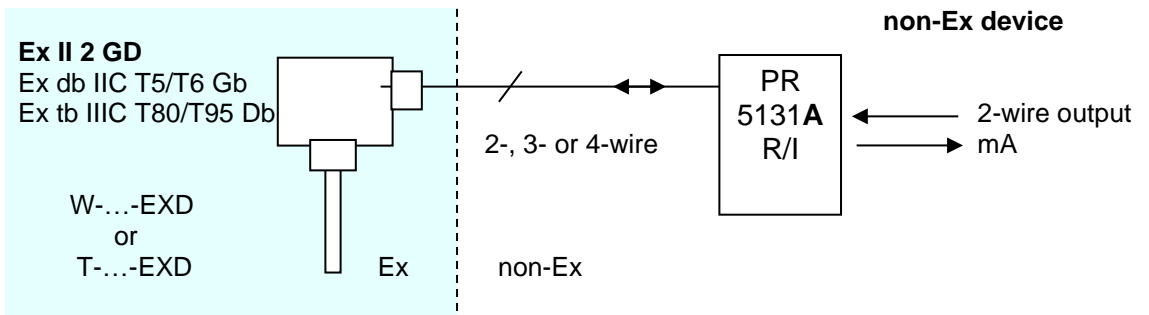 non-Ex device
Ex II 2 GD
Ex db IIC T5/T6 Gb
Ex tb IIIC T80/T95 Db
2-, 3- or 4-wire
PR
5131A
R/I
2-wire output
mA
W-…-EXD
or
T-…-EXD
Ex
non-Ex